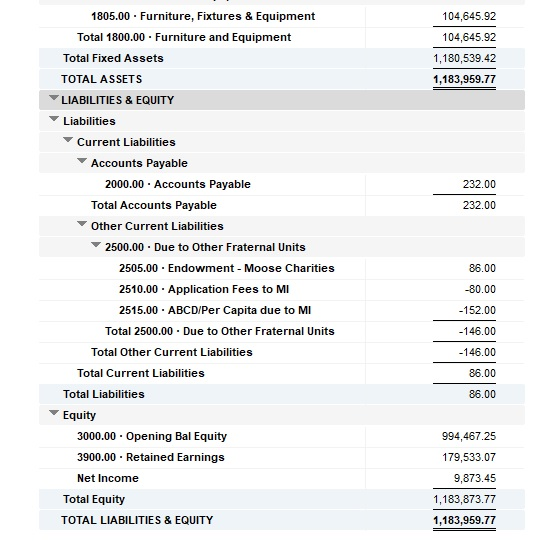 1805.00 · Furniture, Fixtures & Equipment 104,645.92
Total 1800.00 · Furniture and Equipment 104,645.92
Total Fixed Assets 1,180,539.42
TOTAL ASSETS 1,183,959.77
LIABILITIES & EQUITY
Liabilities
Current Liabilities
Accounts Payable
2000.00 · Accounts Payable 232.00
Total Accounts Payable 232.00
Other Current Liabilities
2500.00 · Due to Other Fraternal Units
2505.00 · Endowment - Moose Charities 86.00
2510.00 · Application Fees to MI -80.00
2515.00 · ABCD/Per Capita due to MI -152.00
Total 2500.00 · Due to Other Fraternal Units -146.00
Total Other Current Liabilities -146.00
Total Current Liabilities 86.00
Total Liabilities 86.00
Equity
3000.00 · Opening Bal Equity 994,467.25
3900.00 · Retained Earnings 179,533.07
Net Income 9,873.45
Total Equity 1,183,873.77
TOTAL LIABILITIES & EQUITY 1,183,959.77